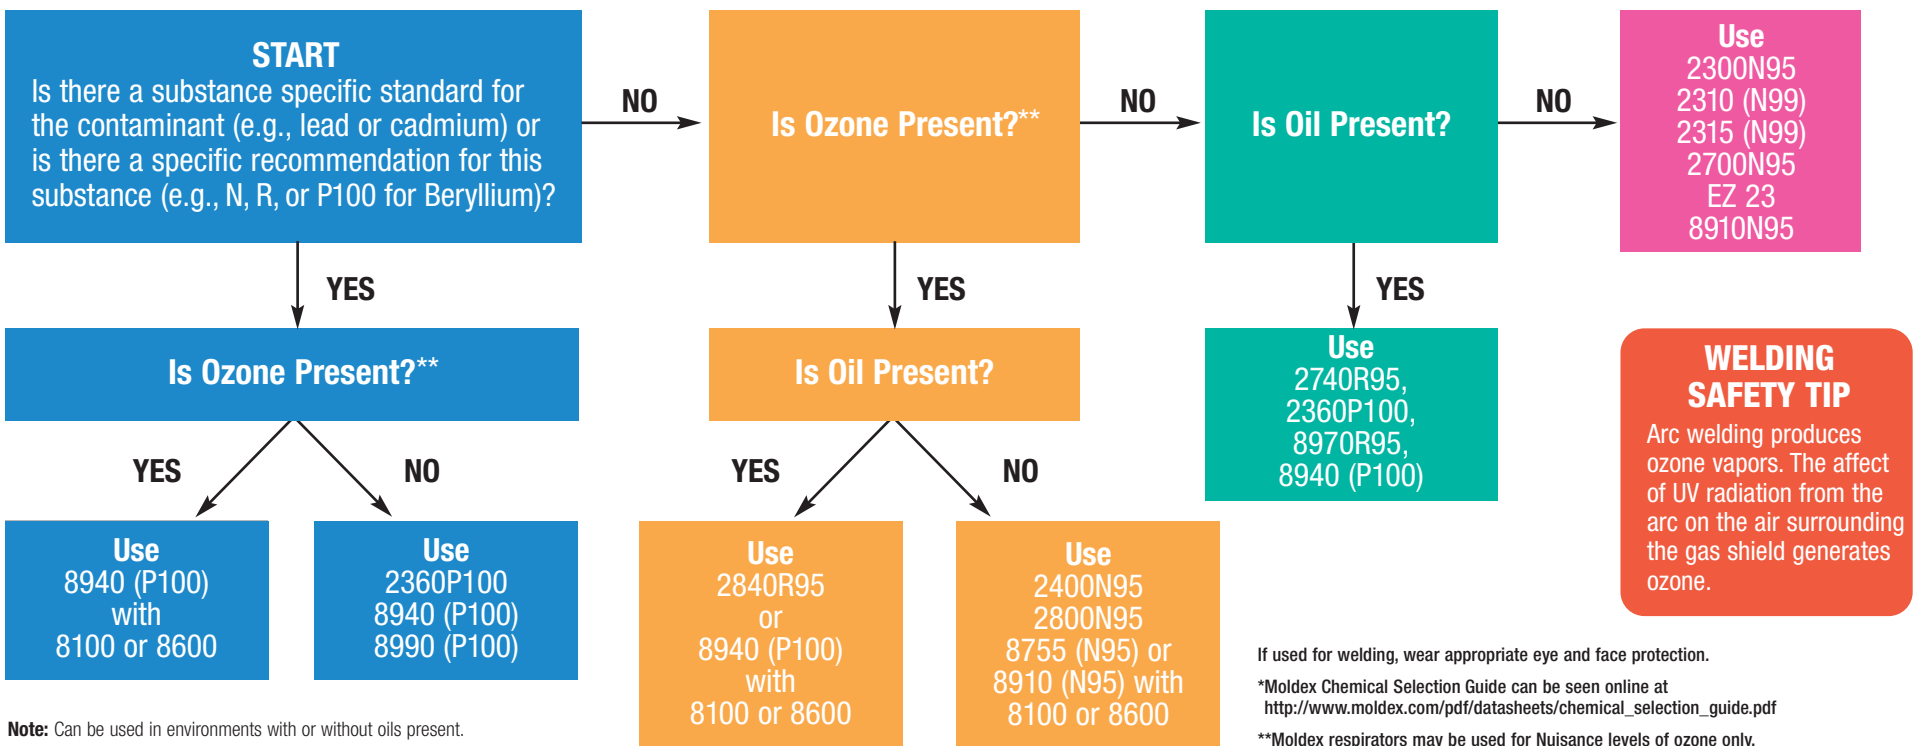 START
Is there a substance specific standard for
the contaminant (e.g., lead or cadmium) or
is there a specific recommendation for this
substance (e.g., N, R, or P100 for Beryllium)?
NO
Is Ozone Present?**
NO
Is Oil Present?
NO
Use
2300N95
2310 (N99)
2315 (N99)
2700N95
EZ 23
8910N95
YES
YES
YES
Is Ozone Present?**
Is Oil Present?
Use
2740R95,
2360P100,
8970R95,
8940 (P100)
WELDING
SAFETY TIP
Arc welding produces
ozone vapors. The affect
of UV radiation from the
arc on the air surrounding
the gas shield generates
ozone.
YES
NO
YES
NO
Use
8940 (P100)
with
8100 or 8600
Use
2360P100
8940 (P100)
8990 (P100)
Use
2840R95
or
8940 (P100)
with
8100 or 8600
Use
2400N95
2800N95
8755 (N95) or
8910 (N95) with
8100 or 8600
If used for welding, wear appropriate eye and face protection.
*Moldex Chemical Selection Guide can be seen online at
http://www.moldex.com/pdf/datasheets/chemical_selection_guide.pdf
**Moldex respirators may be used for Nuisance levels of ozone only.
Note: Can be used in environments with or without oils present.